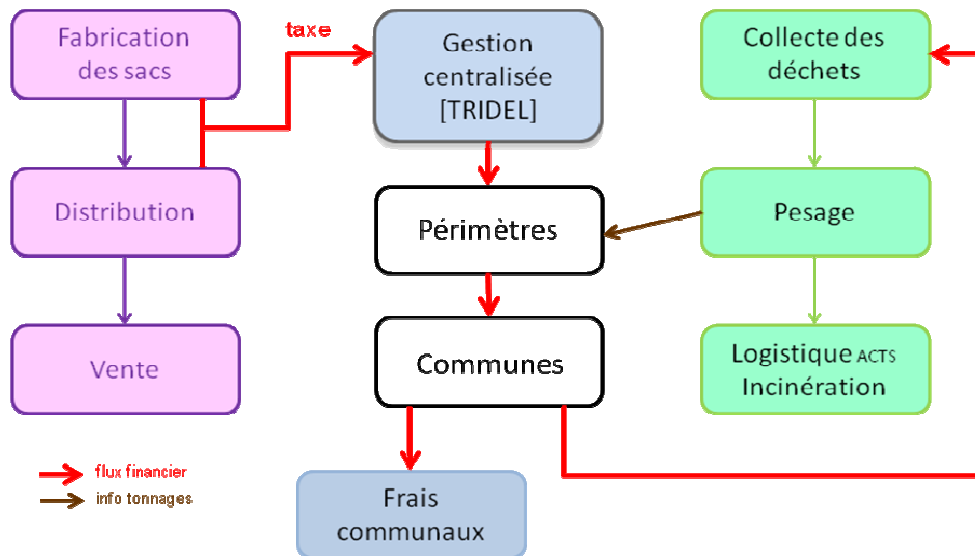 Fabrication
des sacs
taxe
Gestion
centralisée
[TRIDEL]
Collecte des
déchets
Distribution
Périmètres
Pesage
Vente
Communes
Logistique ACTS
Incinération
flux financier
info tonnages
Frais
communaux